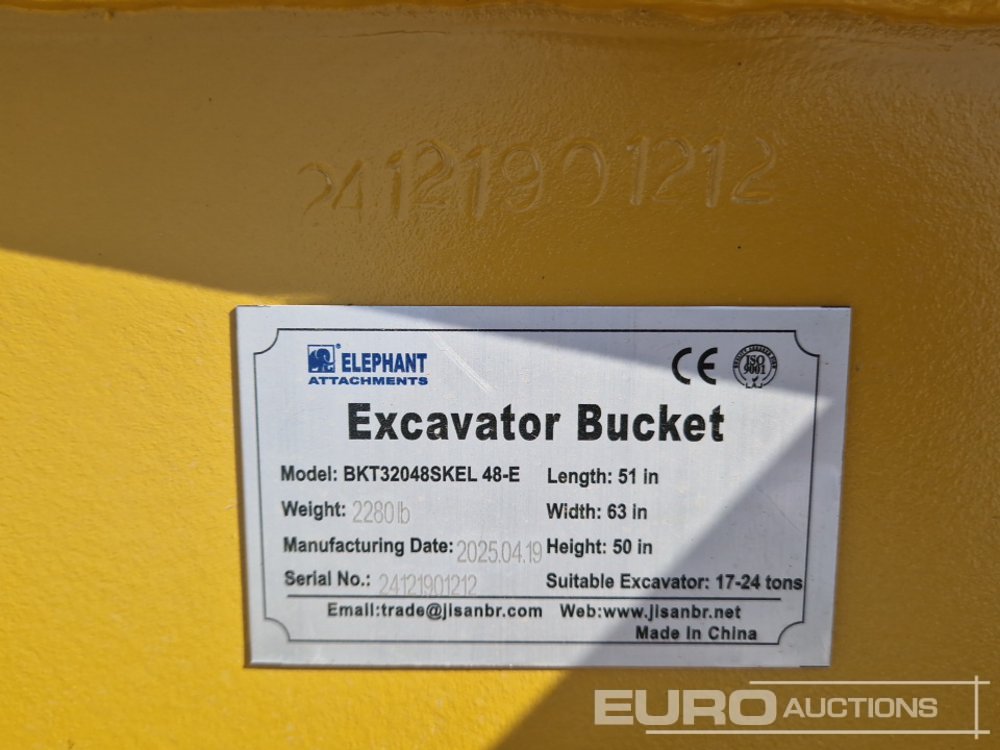 24121901212
ELEPHANT
ATTACHMENTS
CE
ISO 9001
Excavator Bucket
Model: BKT32048SKEL 48-E
Length: 51 in
Weight: 2280lb
Width: 63 in
Manufacturing Date: 2025.04.19
Height: 50 in
Serial No.: 24121901212
Suitable Excavator: 17-24 tons
Email:trade@jisanbr.com Web:www.jisanbr.net
Made In China
EURO AUCTIONS